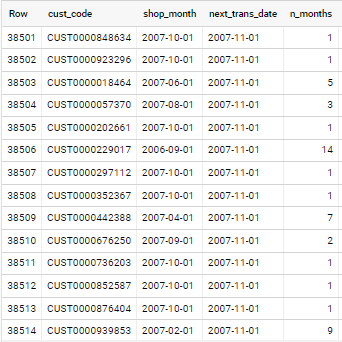 Row cust_code shop_month next_trans_date n_months
38501 CUST0000848634 2007-10-01 2007-11-01 1
38502 CUST0000923296 2007-10-01 2007-11-01 1
38503 CUST0000018464 2007-06-01 2007-11-01 5
38504 CUST0000057370 2007-08-01 2007-11-01 3
38505 CUST0000202661 2007-10-01 2007-11-01 1
38506 CUST0000229017 2006-09-01 2007-11-01 14
38507 CUST0000297112 2007-10-01 2007-11-01 1
38508 CUST0000352367 2007-10-01 2007-11-01 1
38509 CUST0000442388 2007-04-01 2007-11-01 7
38510 CUST0000676250 2007-09-01 2007-11-01 2
38511 CUST0000736203 2007-10-01 2007-11-01 1
38512 CUST0000852587 2007-10-01 2007-11-01 1
38513 CUST0000876404 2007-10-01 2007-11-01 1
38514 CUST0000939853 2007-02-01 2007-11-01 9